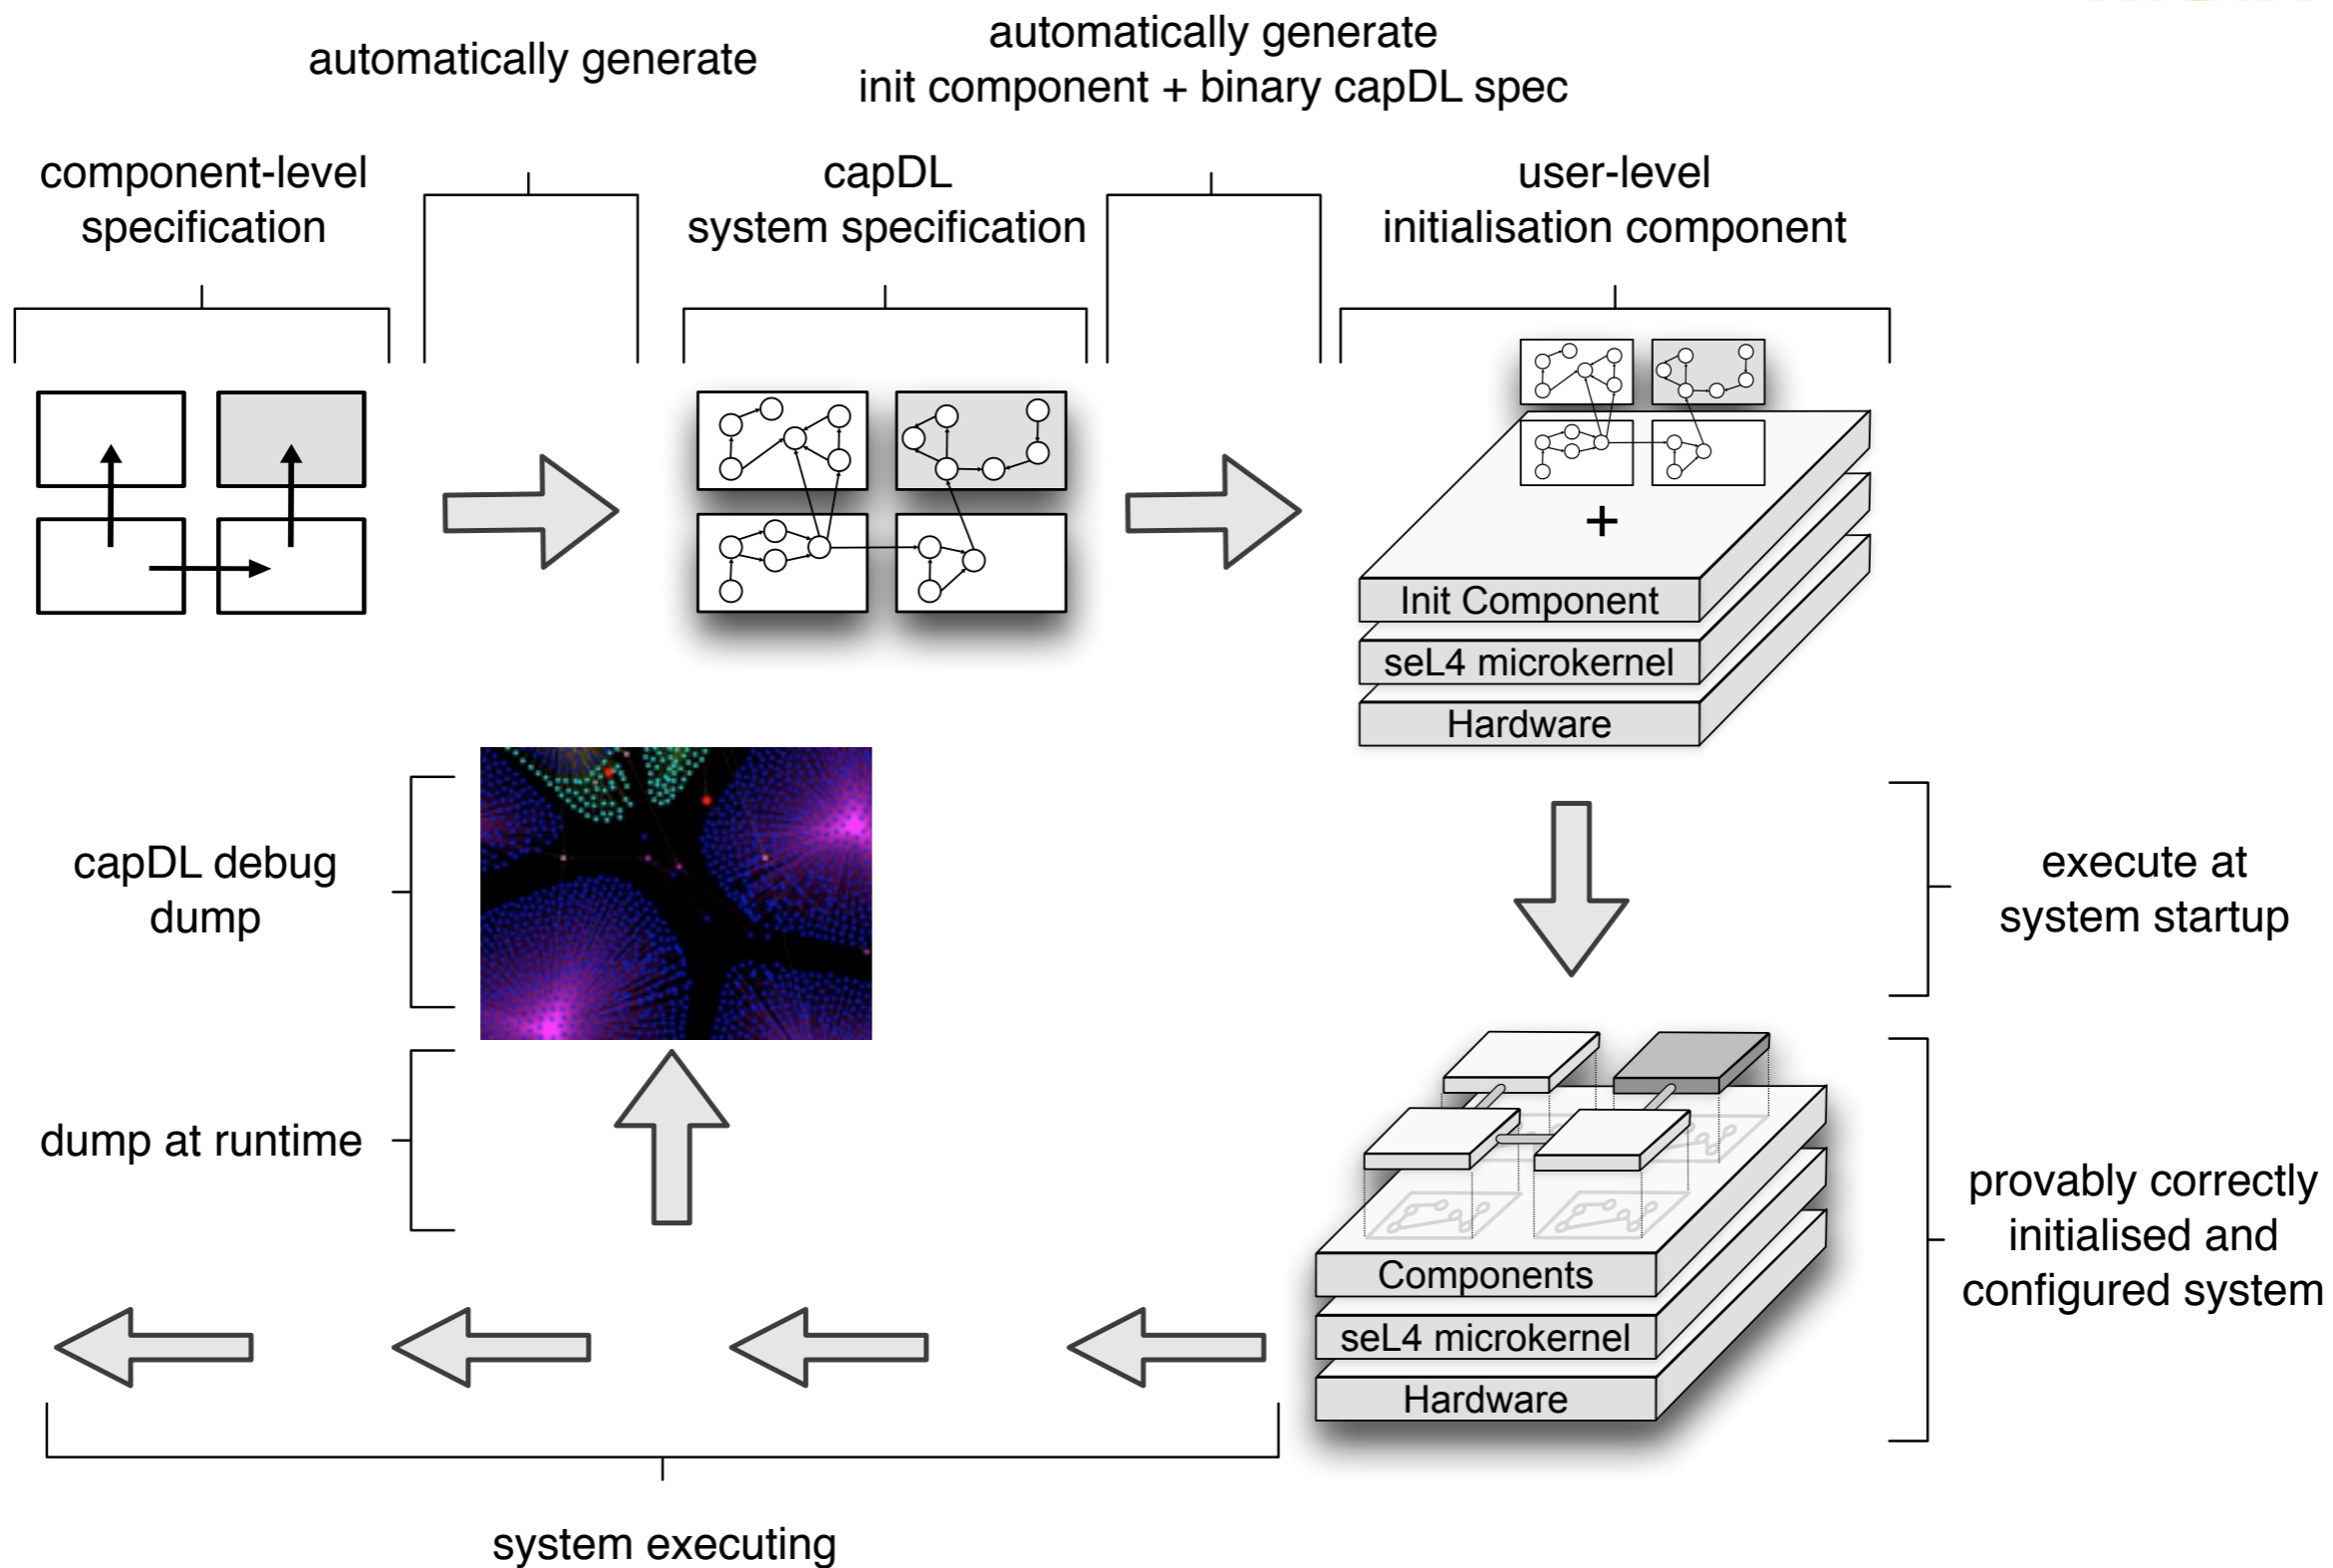 automatically generate
automatically generate
init component + binary capDL spec
component-level
specification
capDL
system specification
user-level
initialisation component
+
Init Component
seL4 microkernel
Hardware
capDL debug
dump
execute at
system startup
dump at runtime
provably correctly
initialised and
configured system
Components
seL4 microkernel
Hardware
system executing